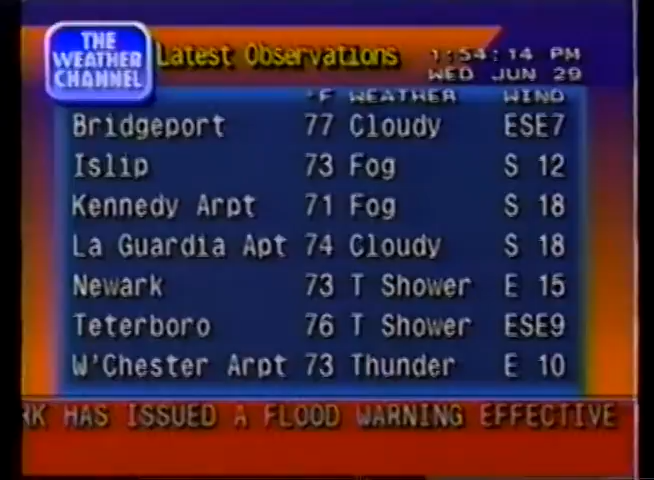 THE
WEATHER
CHANNEL
Latest Observations
1:54:14 PM
WED JUN 29
°F WEATHER WIND
Bridgeport 77 Cloudy ESE7
Islip 73 Fog S 12
Kennedy Arpt 71 Fog S 18
La Guardia Apt 74 Cloudy S 18
Newark 73 T Shower E 15
Teterboro 76 T Shower ESE9
W'Chester Arpt 73 Thunder E 10
RK HAS ISSUED A FLOOD WARNING EFFECTIVE